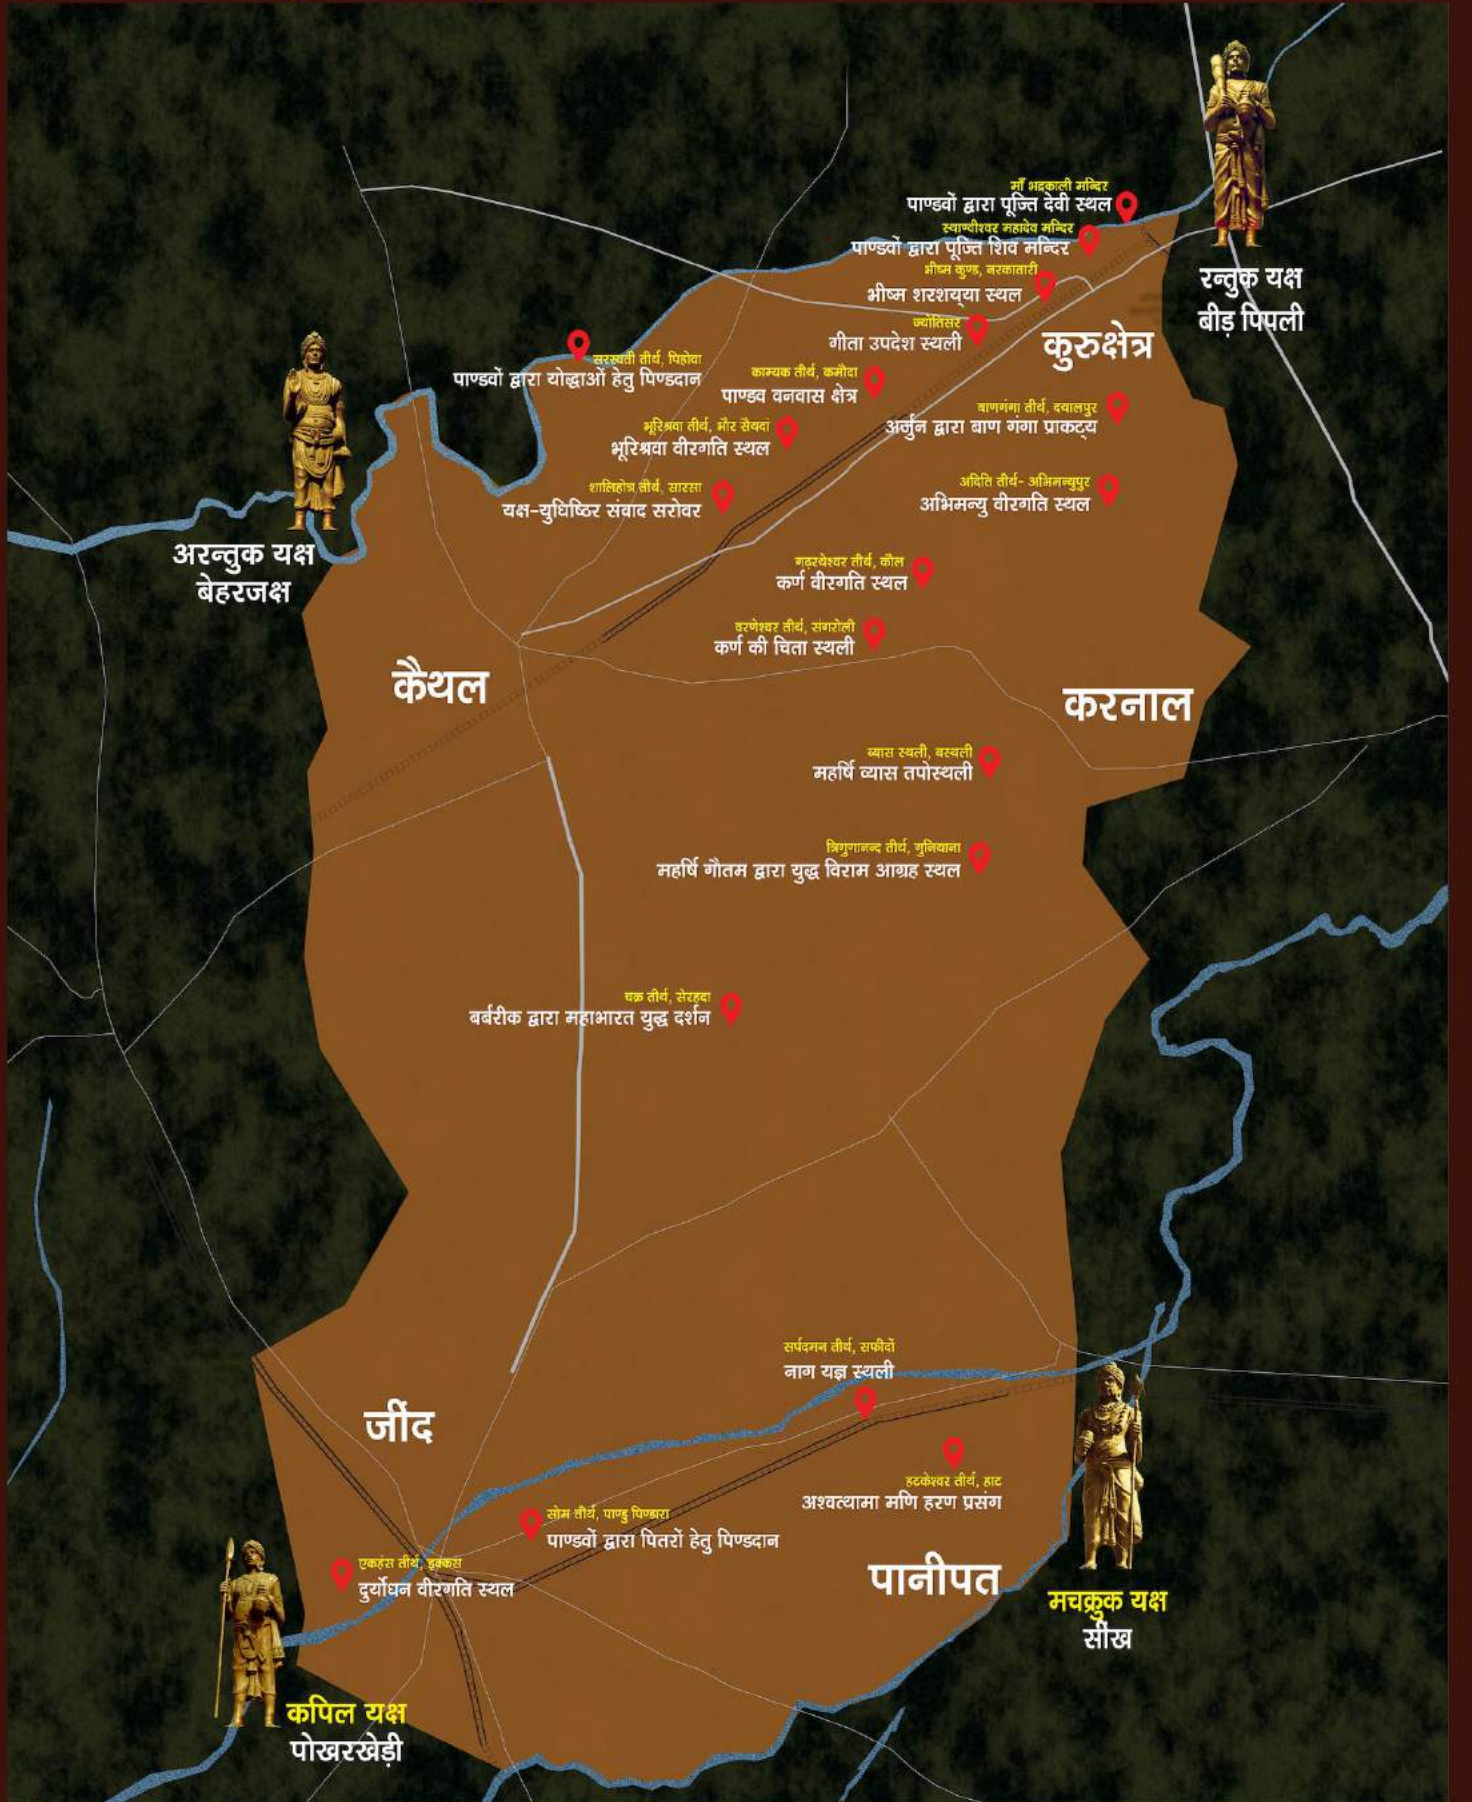 माँ भद्रकाली मन्दिर
पाण्डवों द्वारा पूजित देवी स्थल
स्थाण्वीश्वर महादेव मन्दिर
पाण्डवों द्वारा पूजित शिव मन्दिर
रन्तुक यक्ष
बीड़ पिपली
भीष्म कुण्ड, नरकातारी
भीष्म शरशय्या स्थल
ज्योतिसर
गीता उपदेश स्थली
कुरुक्षेत्र
सरस्वती तीर्थ, पिहोवा
पाण्डवों द्वारा योद्धाओं हेतु पिण्डदान
काम्यक तीर्थ, कमौदा
पाण्डव वनवास क्षेत्र
बाणगंगा तीर्थ, दयालपुर
अर्जुन द्वारा बाण गंगा प्राकट्य
भूरिश्रवा तीर्थ, भौर सैयदां
भूरिश्रवा वीरगति स्थल
शालिहोत्र तीर्थ, सारसा
यक्ष-युधिष्ठिर संवाद सरोवर
अदिति तीर्थ- अभिमन्युपुर
अभिमन्यु वीरगति स्थल
अरन्तुक यक्ष
बेहरजक्ष
गढ़रथेश्वर तीर्थ, कौल
कर्ण वीरगति स्थल
वरणेश्वर तीर्थ, संगरोली
कर्ण की चिता स्थली
कैथल
करनाल
ब्यास स्थली, बस्थली
महर्षि व्यास तपोस्थली
त्रिगुणानन्द तीर्थ, गुनियाना
महर्षि गौतम द्वारा युद्ध विराम आग्रह स्थल
चक्र तीर्थ, सेरहदा
बर्बरीक द्वारा महाभारत युद्ध दर्शन
सर्पदमन तीर्थ, सफीदों
नाग यज्ञ स्थली
जींद
हटकेश्वर तीर्थ, हाट
अश्वत्थामा मणि हरण प्रसंग
सोम तीर्थ, पाण्डु पिण्डारा
पाण्डवों द्वारा पितरों हेतु पिण्डदान
एकहंस तीर्थ, इक्कस
दुर्योधन वीरगति स्थल
पानीपत
मचक्रुक यक्ष
सींख
कपिल यक्ष
पोखरखेड़ी